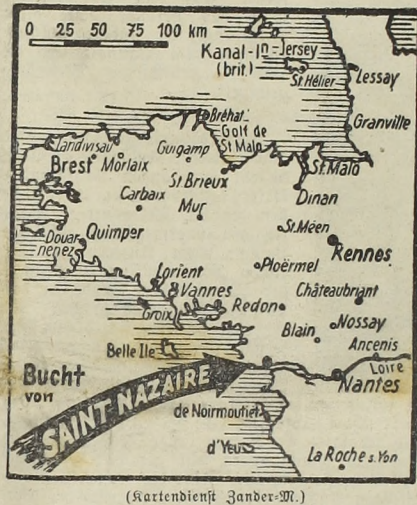 0 25 50 75 100 km
Kanal-In-Jersey
(brit.)
St.Hélier
Lessay
Granville
Bréhat
Golf de
St Malo
Landivisau
Guigamp
Brest
Morlaix
St.Malo
St.Brieux
Dinan
Carbaix
Mur
St.Méen
Douar-
nenez
Quimper
Rennes
Ploërmel
Lorient
Vannes
Châteaubriant
Groix
Redon
Nossay
Blain
Belle Ile
Ancenis
Loire
Bucht
von
SAINT NAZAIRE
Nantes
de Noirmoutier
d'Yeu
La Roche s.Yon
(Kartendienst Zander-M.)